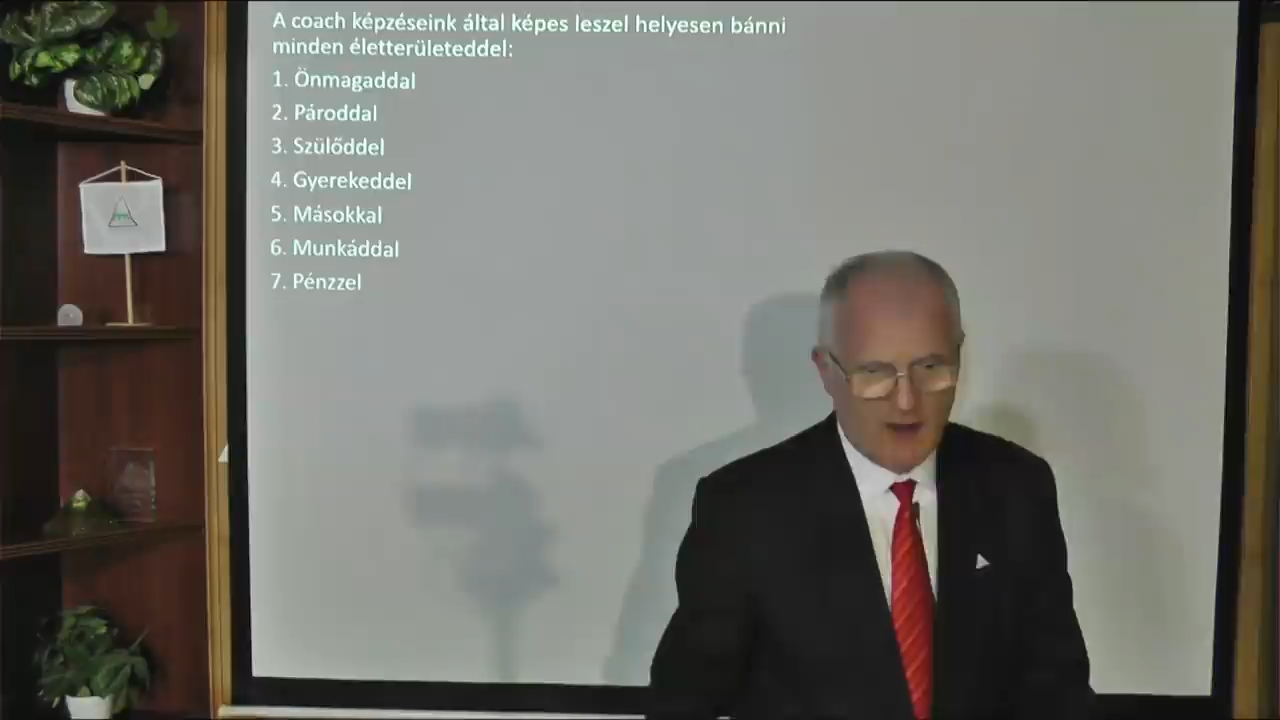 A coach képzéseink által képes leszel helyesen bánni
minden életterületeddel:
1. Önmagaddal
2. Pároddal
3. Szülőddel
4. Gyerekeddel
5. Másokkal
6. Munkáddal
7. Pénzzel